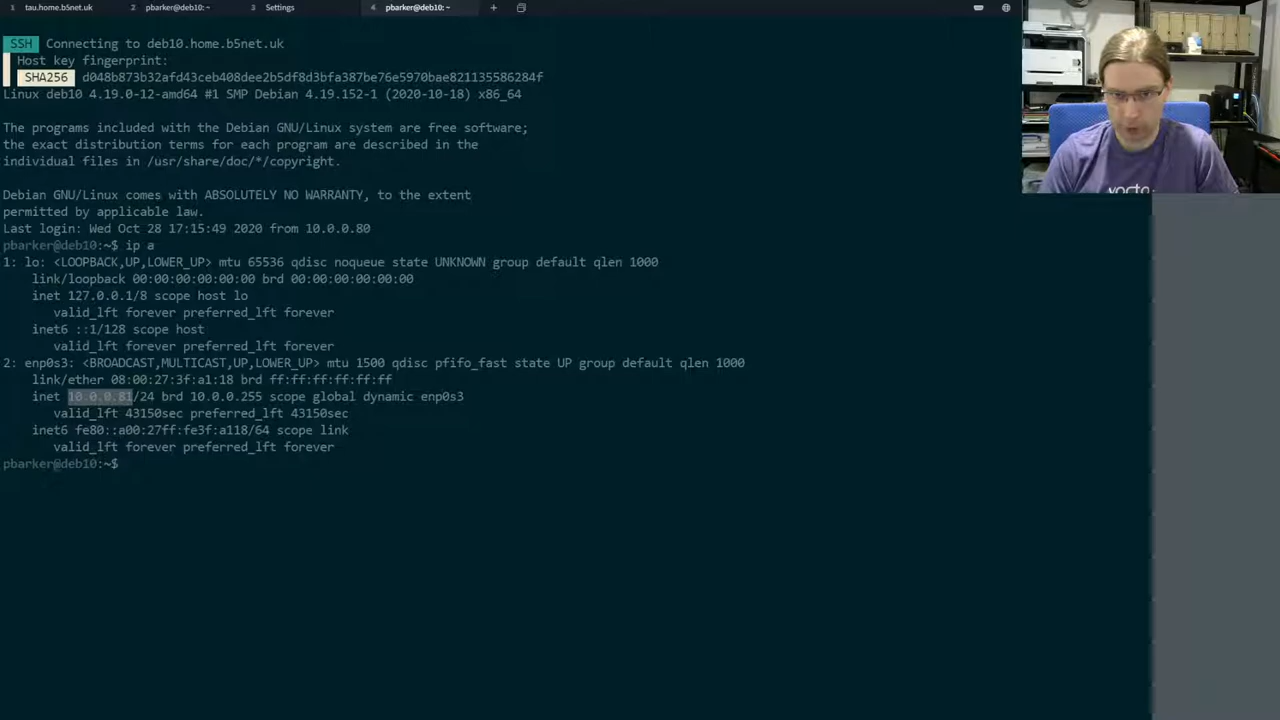 1 tau.home.b5net.uk 2 pbarker@deb10: ~ 3 Settings 4 pbarker@deb10: ~
SSH Connecting to deb10.home.b5net.uk
Host key fingerprint:
SHA256 d048b873b32afd43ceb408dee2b5df8d3bfa387be76e5970bae821135586284f
Linux deb10 4.19.0-12-amd64 #1 SMP Debian 4.19.152-1 (2020-10-18) x86_64
The programs included with the Debian GNU/Linux system are free software;
the exact distribution terms for each program are described in the
individual files in /usr/share/doc/*/copyright.
Debian GNU/Linux comes with ABSOLUTELY NO WARRANTY, to the extent
permitted by applicable law.
Last login: Wed Oct 28 17:15:49 2020 from 10.0.0.80
pbarker@deb10:~$ ip a
1: lo: <LOOPBACK,UP,LOWER_UP> mtu 65536 qdisc noqueue state UNKNOWN group default qlen 1000
link/loopback 00:00:00:00:00:00 brd 00:00:00:00:00:00
inet 127.0.0.1/8 scope host lo
valid_lft forever preferred_lft forever
inet6 ::1/128 scope host
valid_lft forever preferred_lft forever
2: enp0s3: <BROADCAST,MULTICAST,UP,LOWER_UP> mtu 1500 qdisc pfifo_fast state UP group default qlen 1000
link/ether 08:00:27:3f:a1:18 brd ff:ff:ff:ff:ff:ff
inet 10.0.0.81/24 brd 10.0.0.255 scope global dynamic enp0s3
valid_lft 43150sec preferred_lft 43150sec
inet6 fe80::a00:27ff:fe3f:a118/64 scope link
valid_lft forever preferred_lft forever
pbarker@deb10:~$